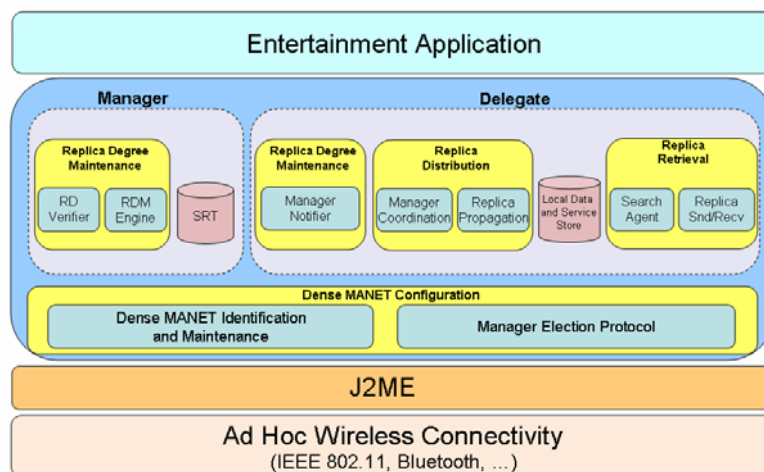 Entertainment Application
Manager
Delegate
Replica Degree
Maintenance
RD
Verifier
RDM
Engine
SRT
Replica Degree
Maintenance
Manager
Notifier
Replica
Distribution
Manager
Coordination
Replica
Propagation
Local Data
and Service
Store
Replica
Retrieval
Search
Agent
Replica
Snd/Recv
Dense MANET Configuration
Dense MANET Identification
and Maintenance
Manager Election Protocol
J2ME
Ad Hoc Wireless Connectivity
(IEEE 802.11, Bluetooth, ...)